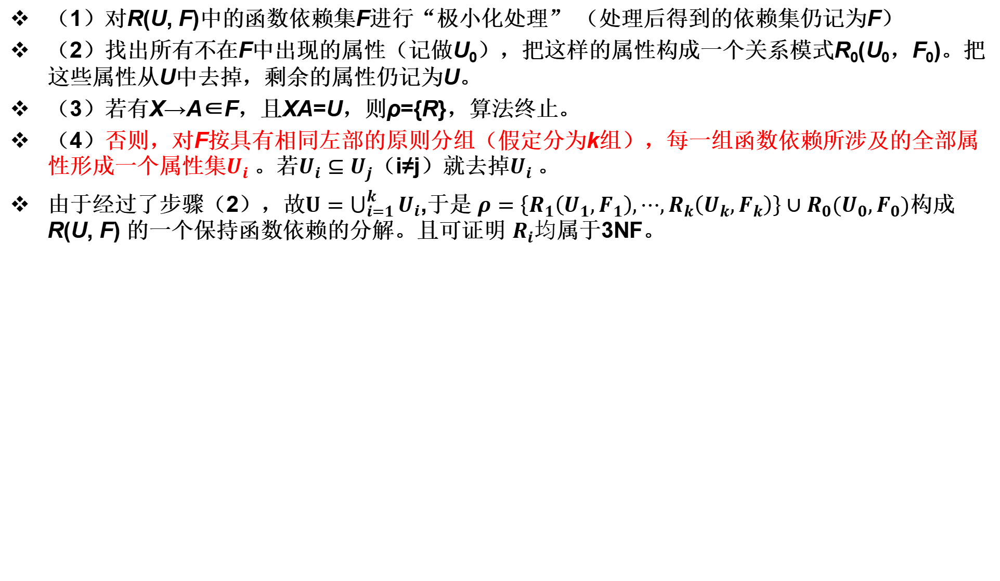 ❖ （1）对R(U, F)中的函数依赖集F进行“极小化处理”（处理后得到的依赖集仍记为F）
❖ （2）找出所有不在F中出现的属性（记做U₀），把这样的属性构成一个关系模式R₀(U₀，F₀)。把
这些属性从U中去掉，剩余的属性仍记为U。
❖ （3）若有X→A∈F，且XA=U，则ρ={R}，算法终止。
❖ （4）否则，对F按具有相同左部的原则分组（假定分为k组），每一组函数依赖所涉及的全部属
性形成一个属性集Uᵢ 。若Uᵢ ⊆ Uⱼ（i≠j）就去掉Uᵢ 。
❖ 由于经过了步骤（2），故U = ⋃ᵢ₌₁ᵏ Uᵢ,于是 ρ = {R₁(U₁, F₁), ⋯, Rₖ(Uₖ, Fₖ)} ∪ R₀(U₀, F₀)构成
R(U, F) 的一个保持函数依赖的分解。且可证明 Rᵢ均属于3NF。